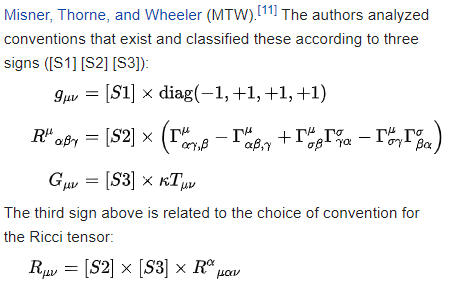 Misner, Thorne, and Wheeler (MTW).[11] The authors analyzed
conventions that exist and classified these according to three
signs ([S1] [S2] [S3]):
g_{μν} = [S1] × diag(−1, +1, +1, +1)
R^μ_{αβγ} = [S2] × (Γ^μ_{αγ,β} − Γ^μ_{αβ,γ} + Γ^μ_{σβ}Γ^σ_{γα} − Γ^μ_{σγ}Γ^σ_{βα})
G_{μν} = [S3] × κT_{μν}
The third sign above is related to the choice of convention for
the Ricci tensor:
R_{μν} = [S2] × [S3] × R^α_{μαν}